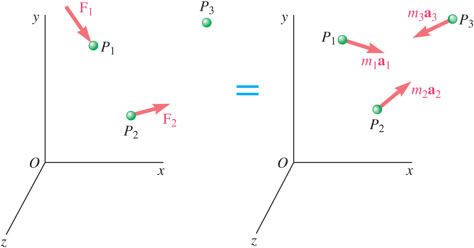 y
F₁
P₁
P₃
P₂
F₂
O
x
z
=
y
P₁
m₁a₁
m₃a₃
P₃
m₂a₂
P₂
O
x
z